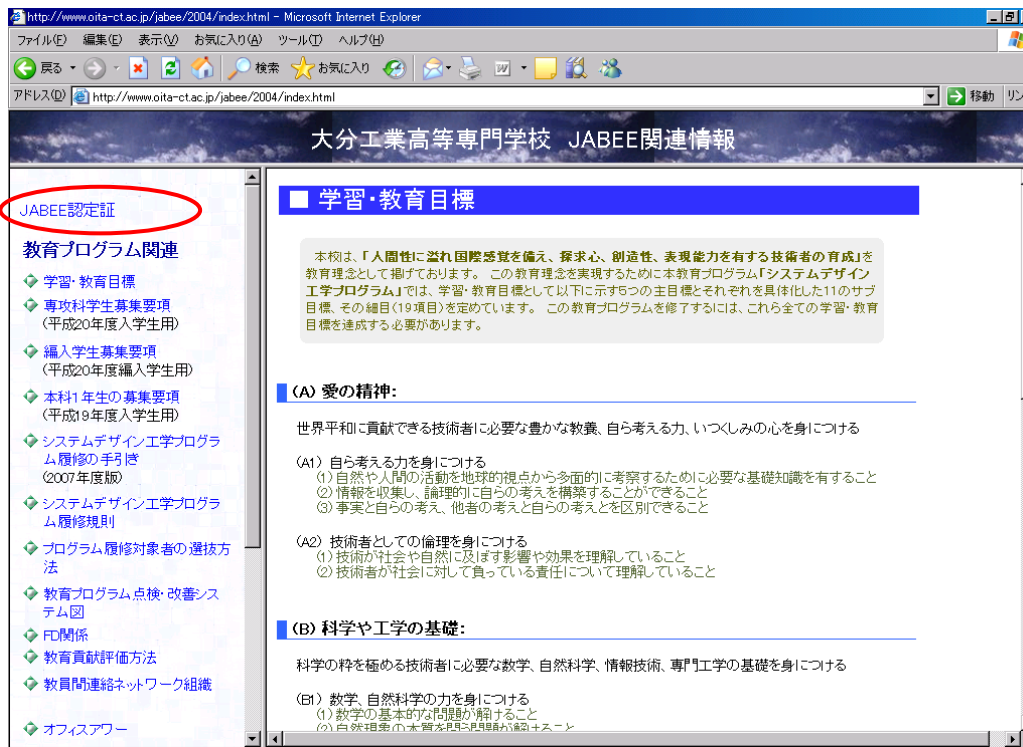 http://www.oita-ct.ac.jp/jabee/2004/index.html - Microsoft Internet Explorer
ファイル(F) 編集(E) 表示(V) お気に入り(A) ツール(T) ヘルプ(H)
戻る 検索 お気に入り
アドレス(D) http://www.oita-ct.ac.jp/jabee/2004/index.html 移動 リン
大分工業高等専門学校 JABEE関連情報
JABEE認定証
教育プログラム関連
学習・教育目標
専攻科学生募集要項
(平成20年度入学生用)
編入学生募集要項
(平成20年度編入学生用)
本科1年生の募集要項
(平成19年度入学生用)
システムデザイン工学プログラ
ム履修の手引き
(2007年度版)
システムデザイン工学プログラ
ム履修規則
プログラム履修対象者の選抜方
法
教育プログラム点検・改善シス
テム図
FD関係
教育貢献評価方法
教員間連絡ネットワーク組織
オフィスアワー
■ 学習・教育目標
本校は、「人間性に溢れ国際感覚を備え、探求心、創造性、表現能力を有する技術者の育成」を
教育理念として掲げております。 この教育理念を実現するために本教育プログラム「システムデザイン
工学プログラム」では、学習・教育目標として以下に示す5つの主目標とそれぞれを具体化した11のサブ
目標、その細目(19項目)を定めています。 この教育プログラムを修了するには、これら全ての学習・教育
目標を達成する必要があります。
(A) 愛の精神:
世界平和に貢献できる技術者に必要な豊かな教養、自ら考える力、いつくしみの心を身につける
(A1) 自ら考える力を身につける
(1) 自然や人間の活動を地球的視点から多面的に考察するために必要な基礎知識を有すること
(2) 情報を収集し、論理的に自らの考えを構築することができること
(3) 事実と自らの考え、他者の考えと自らの考えとを区別できること
(A2) 技術者としての倫理を身につける
(1) 技術が社会や自然に及ぼす影響や効果を理解していること
(2) 技術者が社会に対して負っている責任について理解していること
(B) 科学や工学の基礎:
科学の粋を極める技術者に必要な数学、自然科学、情報技術、専門工学の基礎を身につける
(B1) 数学、自然科学の力を身につける
(1) 数学の基本的な問題が解けること
(2) 自然現象の本質を問う問題が解けること